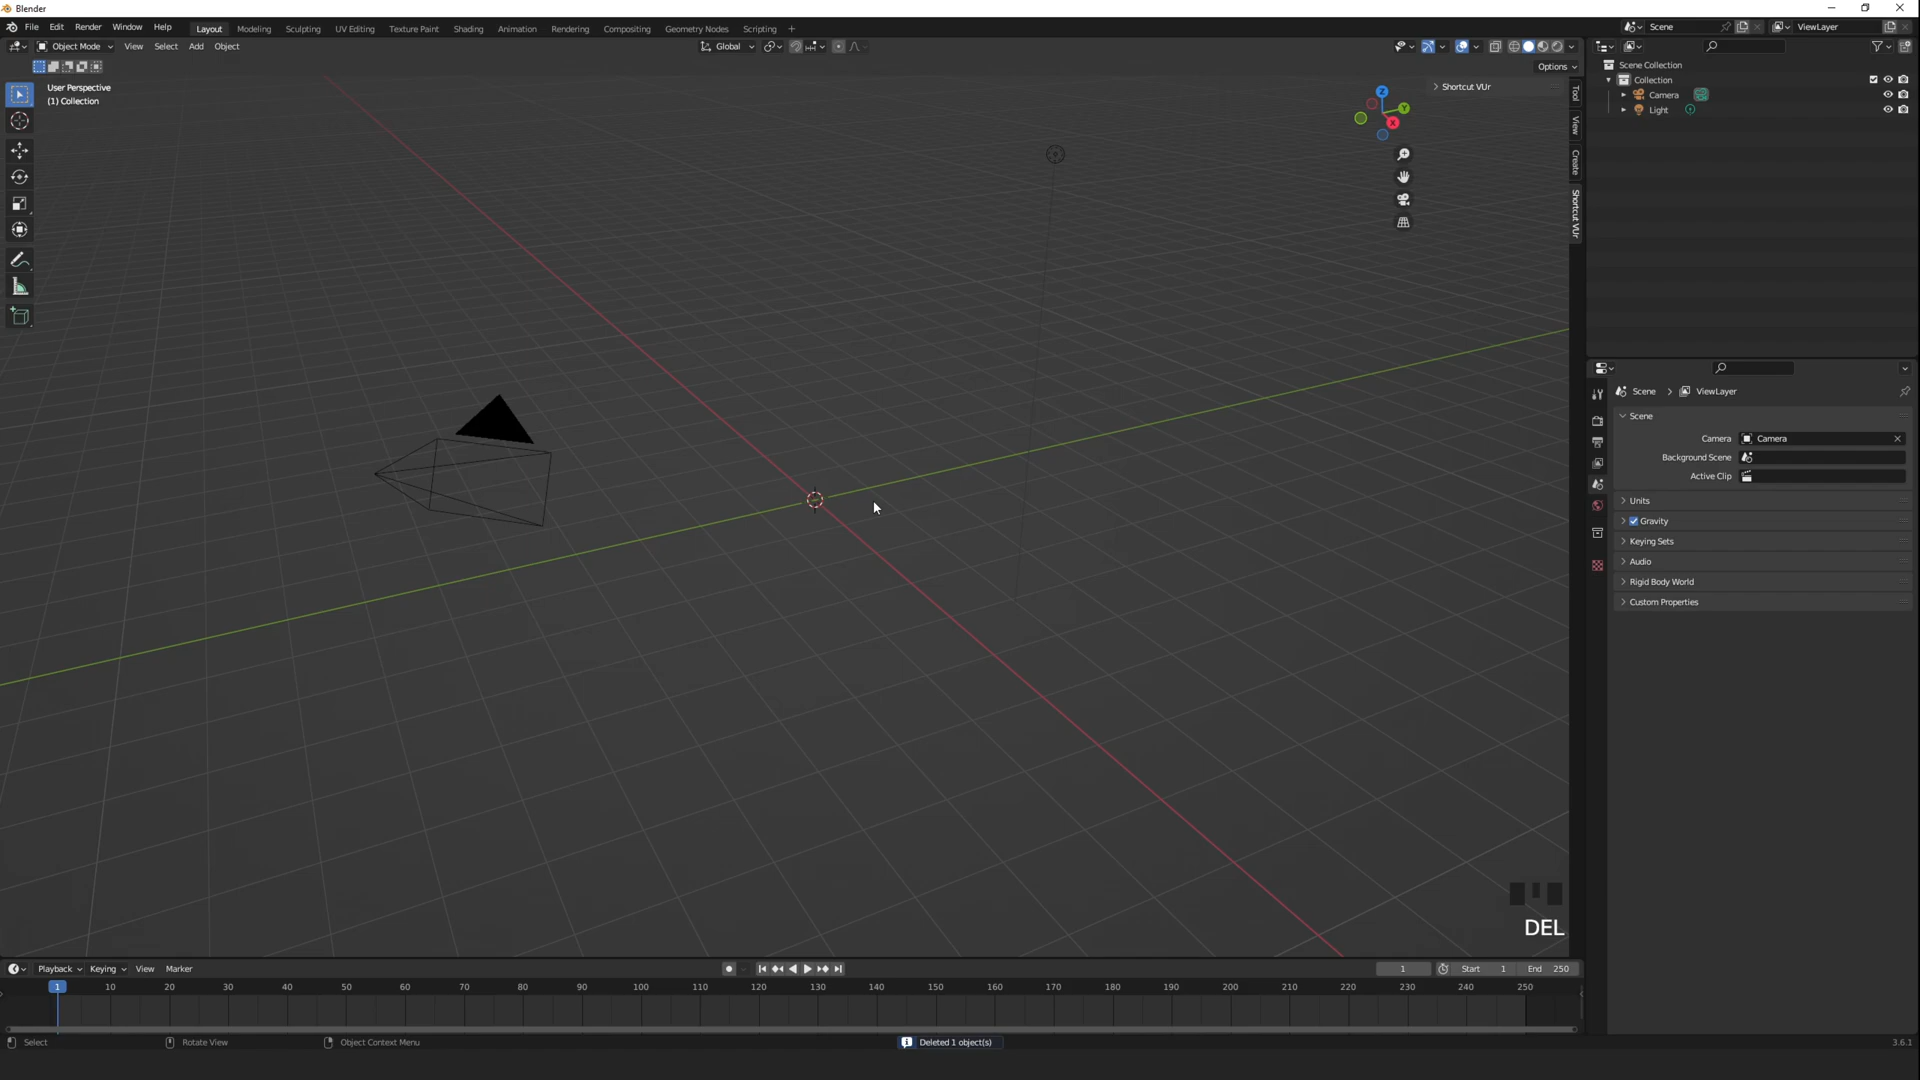 Blender
File Edit Render Window Help Layout Modeling Sculpting UV Editing Texture Paint Shading Animation Rendering Compositing Geometry Nodes Scripting + Scene ViewLayer
Object Mode View Select Add Object Global
Options
User Perspective
(1) Collection
Shortcut VUr
Z
Y
X
Tool
View
Create
Shortcut VUr
Scene Collection
Collection
Camera
Light
Scene > ViewLayer
Scene
Camera Camera
Background Scene
Active Clip
Units
Gravity
Keying Sets
Audio
Rigid Body World
Custom Properties
DEL
Playback Keying View Marker 1 Start 1 End 250
1 10 20 30 40 50 60 70 80 90 100 110 120 130 140 150 160 170 180 190 200 210 220 230 240 250
Select Rotate View Object Context Menu Deleted 1 object(s) 3.6.1